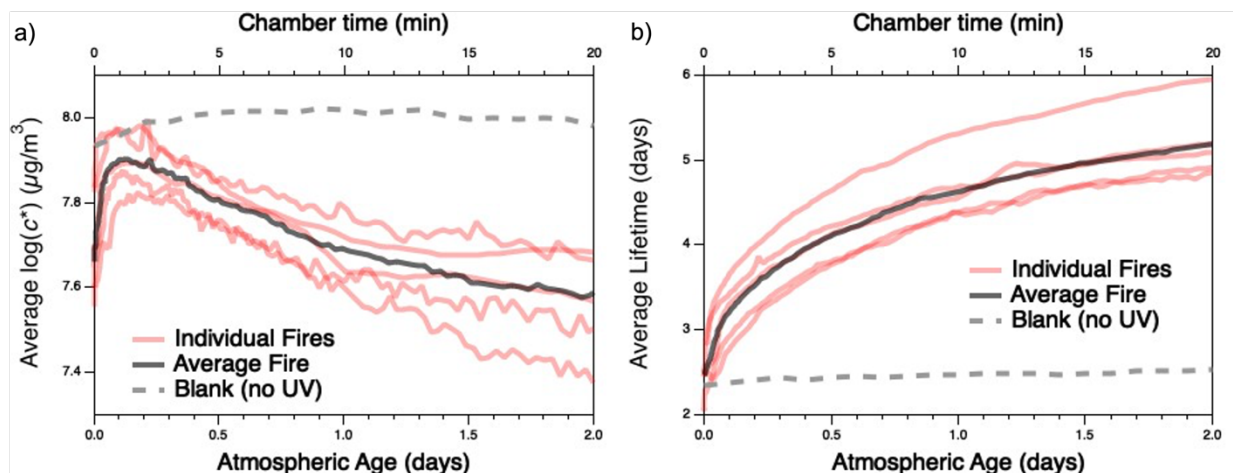 a)
Chamber time (min)
0 5 10 15 20
Average log(c*) (µg/m³)
8.0
7.8
7.6
7.4
Individual Fires
Average Fire
Blank (no UV)
0.0 0.5 1.0 1.5 2.0
Atmospheric Age (days)
b)
Chamber time (min)
0 5 10 15 20
Average Lifetime (days)
6
5
4
3
2
Individual Fires
Average Fire
Blank (no UV)
0.0 0.5 1.0 1.5 2.0
Atmospheric Age (days)